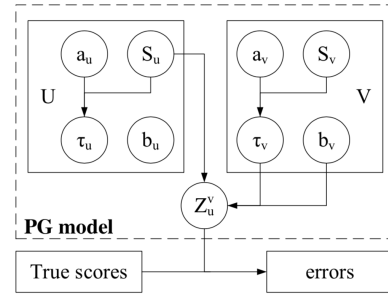 a_u S_u a_v S_v
U V
τ_u b_u τ_v b_v
Z_u^v
PG model
True scores errors